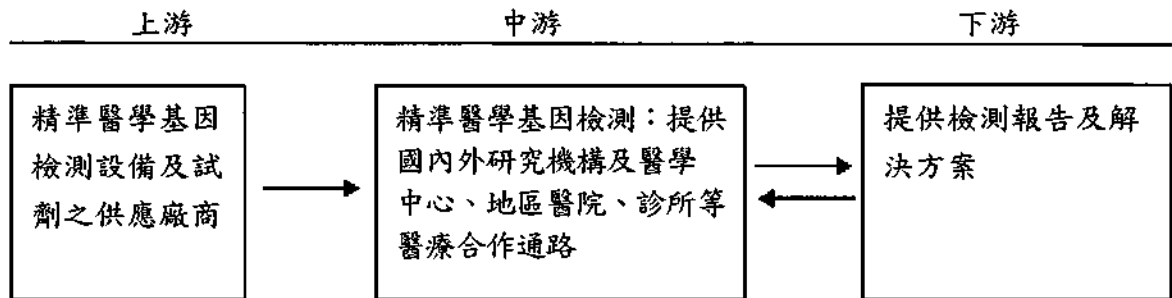 上游 中游 下游
精準醫學基因
檢測設備及試
劑之供應廠商
精準醫學基因檢測：提供
國內外研究機構及醫學
中心、地區醫院、診所等
醫療合作通路
提供檢測報告及解
決方案